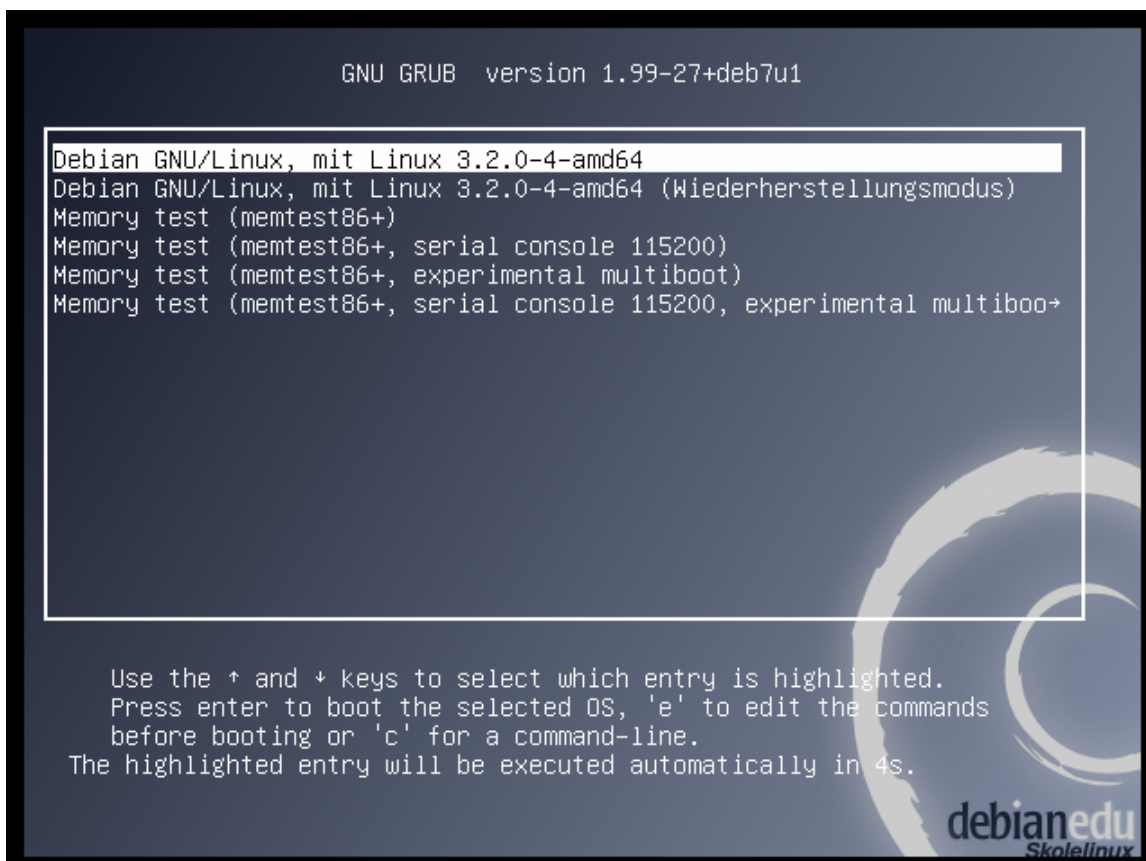 GNU GRUB  version 1.99-27+deb7u1
Debian GNU/Linux, mit Linux 3.2.0-4-amd64
Debian GNU/Linux, mit Linux 3.2.0-4-amd64 (Wiederherstellungsmodus)
Memory test (memtest86+)
Memory test (memtest86+, serial console 115200)
Memory test (memtest86+, experimental multiboot)
Memory test (memtest86+, serial console 115200, experimental multiboo→
Use the ↑ and ↓ keys to select which entry is highlighted.
Press enter to boot the selected OS, 'e' to edit the commands
before booting or 'c' for a command-line.
The highlighted entry will be executed automatically in 4s.
debianedu
Skolelinux